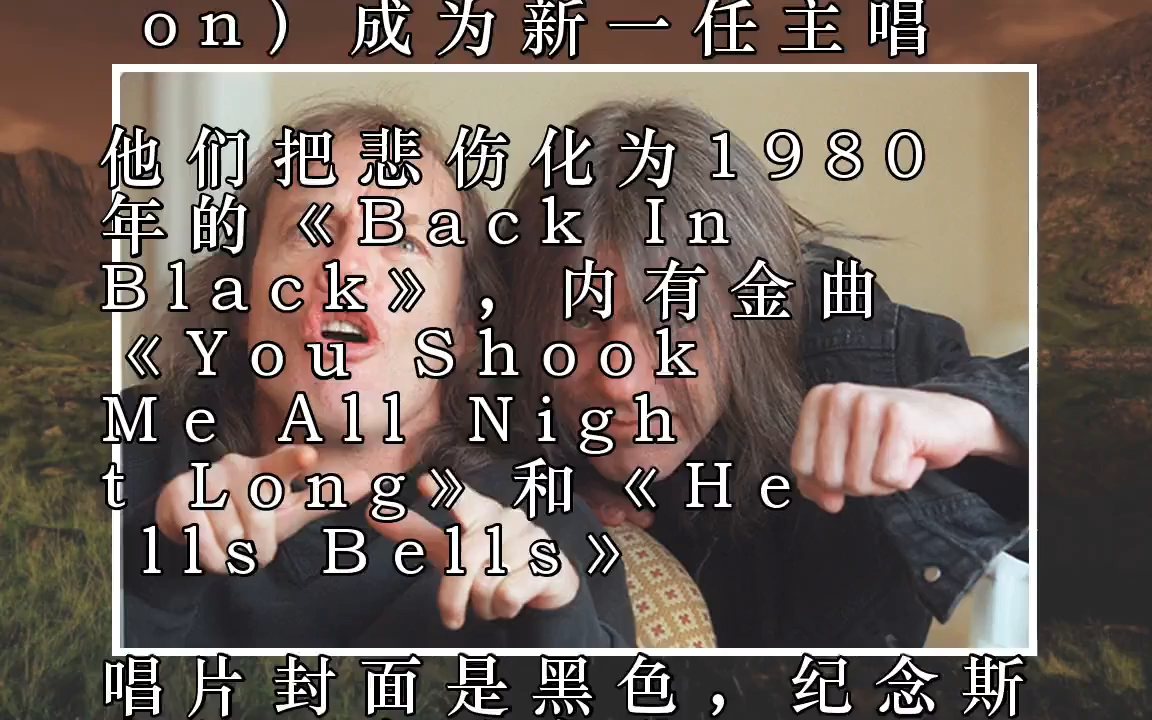 on）成为新一任主唱
他们把悲伤化为1980
年的《Back In
Black》，内有金曲
《You Shook
Me All Nigh
t Long》和《He
lls Bells》
唱片封面是黑色，纪念斯